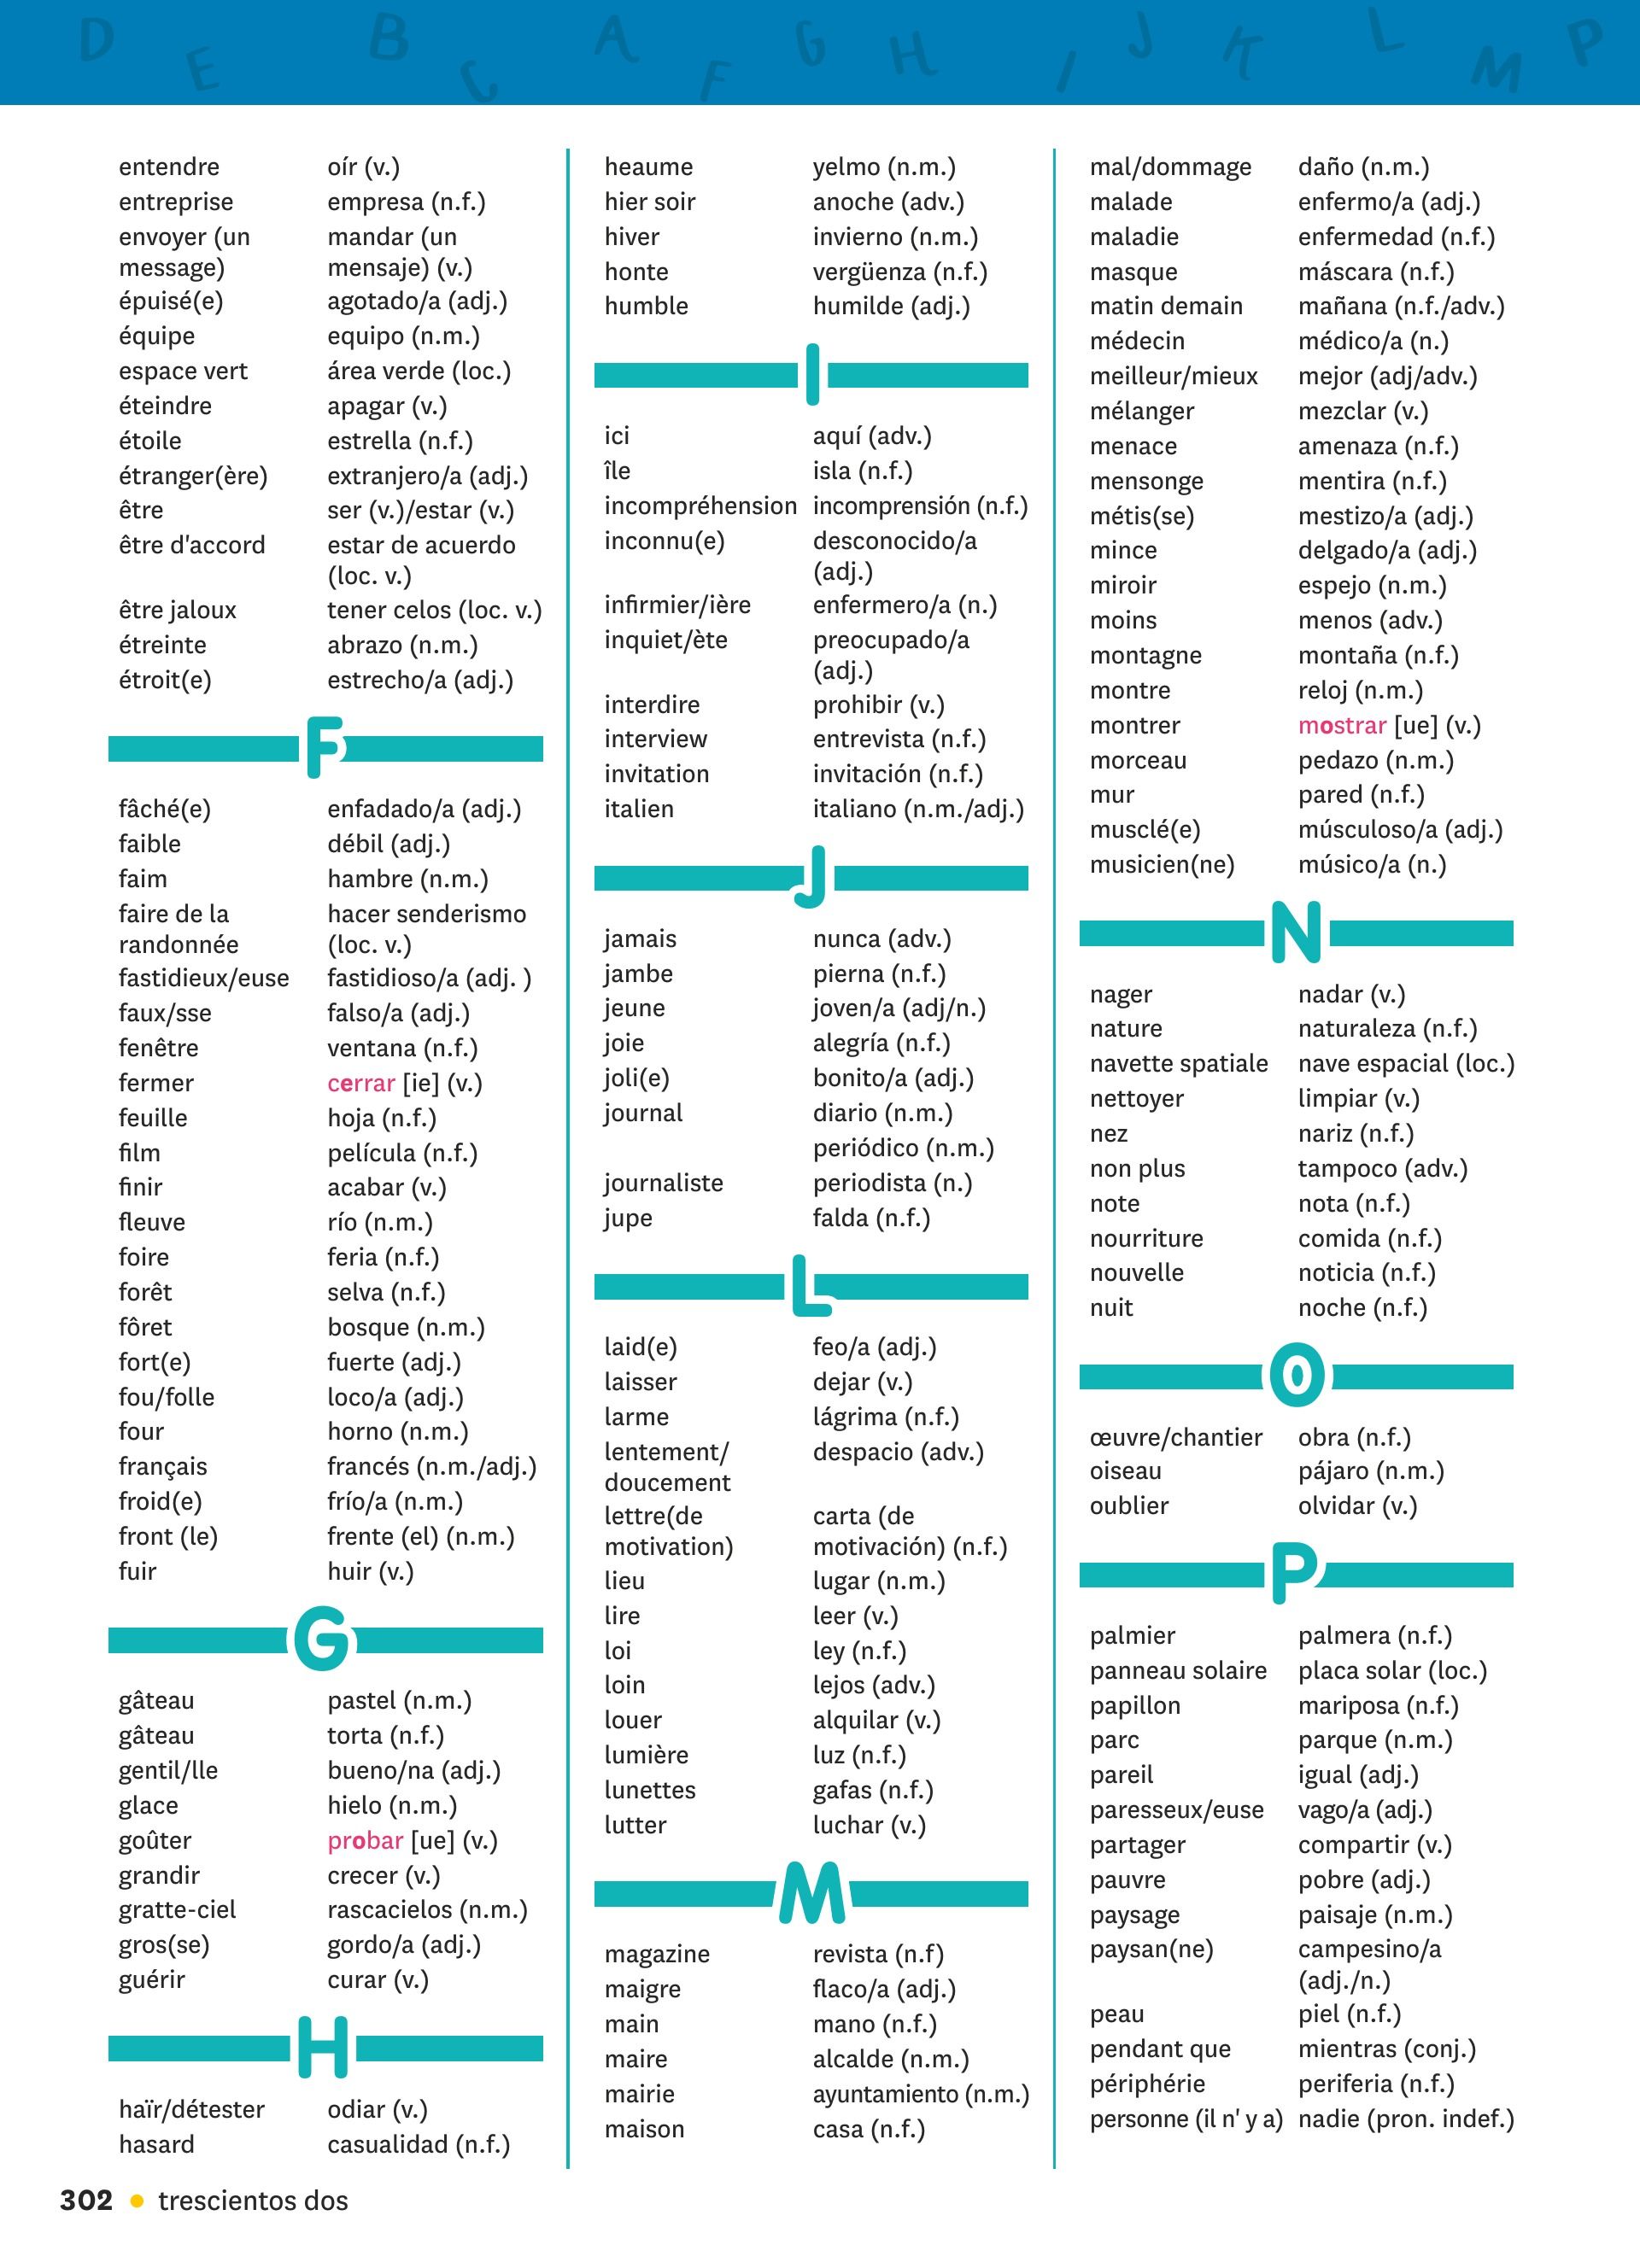 D E B C A F G H I J K L M P
entendre oír (v.)
entreprise empresa (n.f.)
envoyer (un mandar (un
message) mensaje) (v.)
épuisé(e) agotado/a (adj.)
équipe equipo (n.m.)
espace vert área verde (loc.)
éteindre apagar (v.)
étoile estrella (n.f.)
étranger(ère) extranjero/a (adj.)
être ser (v.)/estar (v.)
être d'accord estar de acuerdo
(loc. v.)
être jaloux tener celos (loc. v.)
étreinte abrazo (n.m.)
étroit(e) estrecho/a (adj.)
F
fâché(e) enfadado/a (adj.)
faible débil (adj.)
faim hambre (n.m.)
faire de la hacer senderismo
randonnée (loc. v.)
fastidieux/euse fastidioso/a (adj. )
faux/sse falso/a (adj.)
fenêtre ventana (n.f.)
fermer cerrar [ie] (v.)
feuille hoja (n.f.)
film película (n.f.)
finir acabar (v.)
fleuve río (n.m.)
foire feria (n.f.)
forêt selva (n.f.)
fôret bosque (n.m.)
fort(e) fuerte (adj.)
fou/folle loco/a (adj.)
four horno (n.m.)
français francés (n.m./adj.)
froid(e) frío/a (n.m.)
front (le) frente (el) (n.m.)
fuir huir (v.)
G
gâteau pastel (n.m.)
gâteau torta (n.f.)
gentil/lle bueno/na (adj.)
glace hielo (n.m.)
goûter probar [ue] (v.)
grandir crecer (v.)
gratte-ciel rascacielos (n.m.)
gros(se) gordo/a (adj.)
guérir curar (v.)
H
haïr/détester odiar (v.)
hasard casualidad (n.f.)
heaume yelmo (n.m.)
hier soir anoche (adv.)
hiver invierno (n.m.)
honte vergüenza (n.f.)
humble humilde (adj.)
I
ici aquí (adv.)
île isla (n.f.)
incompréhension incomprensión (n.f.)
inconnu(e) desconocido/a
(adj.)
infirmier/ière enfermero/a (n.)
inquiet/ète preocupado/a
(adj.)
interdire prohibir (v.)
interview entrevista (n.f.)
invitation invitación (n.f.)
italien italiano (n.m./adj.)
J
jamais nunca (adv.)
jambe pierna (n.f.)
jeune joven/a (adj/n.)
joie alegría (n.f.)
joli(e) bonito/a (adj.)
journal diario (n.m.)
periódico (n.m.)
journaliste periodista (n.)
jupe falda (n.f.)
L
laid(e) feo/a (adj.)
laisser dejar (v.)
larme lágrima (n.f.)
lentement/ despacio (adv.)
doucement
lettre(de carta (de
motivation) motivación) (n.f.)
lieu lugar (n.m.)
lire leer (v.)
loi ley (n.f.)
loin lejos (adv.)
louer alquilar (v.)
lumière luz (n.f.)
lunettes gafas (n.f.)
lutter luchar (v.)
M
magazine revista (n.f)
maigre flaco/a (adj.)
main mano (n.f.)
maire alcalde (n.m.)
mairie ayuntamiento (n.m.)
maison casa (n.f.)
mal/dommage daño (n.m.)
malade enfermo/a (adj.)
maladie enfermedad (n.f.)
masque máscara (n.f.)
matin demain mañana (n.f./adv.)
médecin médico/a (n.)
meilleur/mieux mejor (adj/adv.)
mélanger mezclar (v.)
menace amenaza (n.f.)
mensonge mentira (n.f.)
métis(se) mestizo/a (adj.)
mince delgado/a (adj.)
miroir espejo (n.m.)
moins menos (adv.)
montagne montaña (n.f.)
montre reloj (n.m.)
montrer mostrar [ue] (v.)
morceau pedazo (n.m.)
mur pared (n.f.)
musclé(e) músculoso/a (adj.)
musicien(ne) músico/a (n.)
N
nager nadar (v.)
nature naturaleza (n.f.)
navette spatiale nave espacial (loc.)
nettoyer limpiar (v.)
nez nariz (n.f.)
non plus tampoco (adv.)
note nota (n.f.)
nourriture comida (n.f.)
nouvelle noticia (n.f.)
nuit noche (n.f.)
O
œuvre/chantier obra (n.f.)
oiseau pájaro (n.m.)
oublier olvidar (v.)
P
palmier palmera (n.f.)
panneau solaire placa solar (loc.)
papillon mariposa (n.f.)
parc parque (n.m.)
pareil igual (adj.)
paresseux/euse vago/a (adj.)
partager compartir (v.)
pauvre pobre (adj.)
paysage paisaje (n.m.)
paysan(ne) campesino/a
(adj./n.)
peau piel (n.f.)
pendant que mientras (conj.)
périphérie periferia (n.f.)
personne (il n' y a) nadie (pron. indef.)
302 • trescientos dos